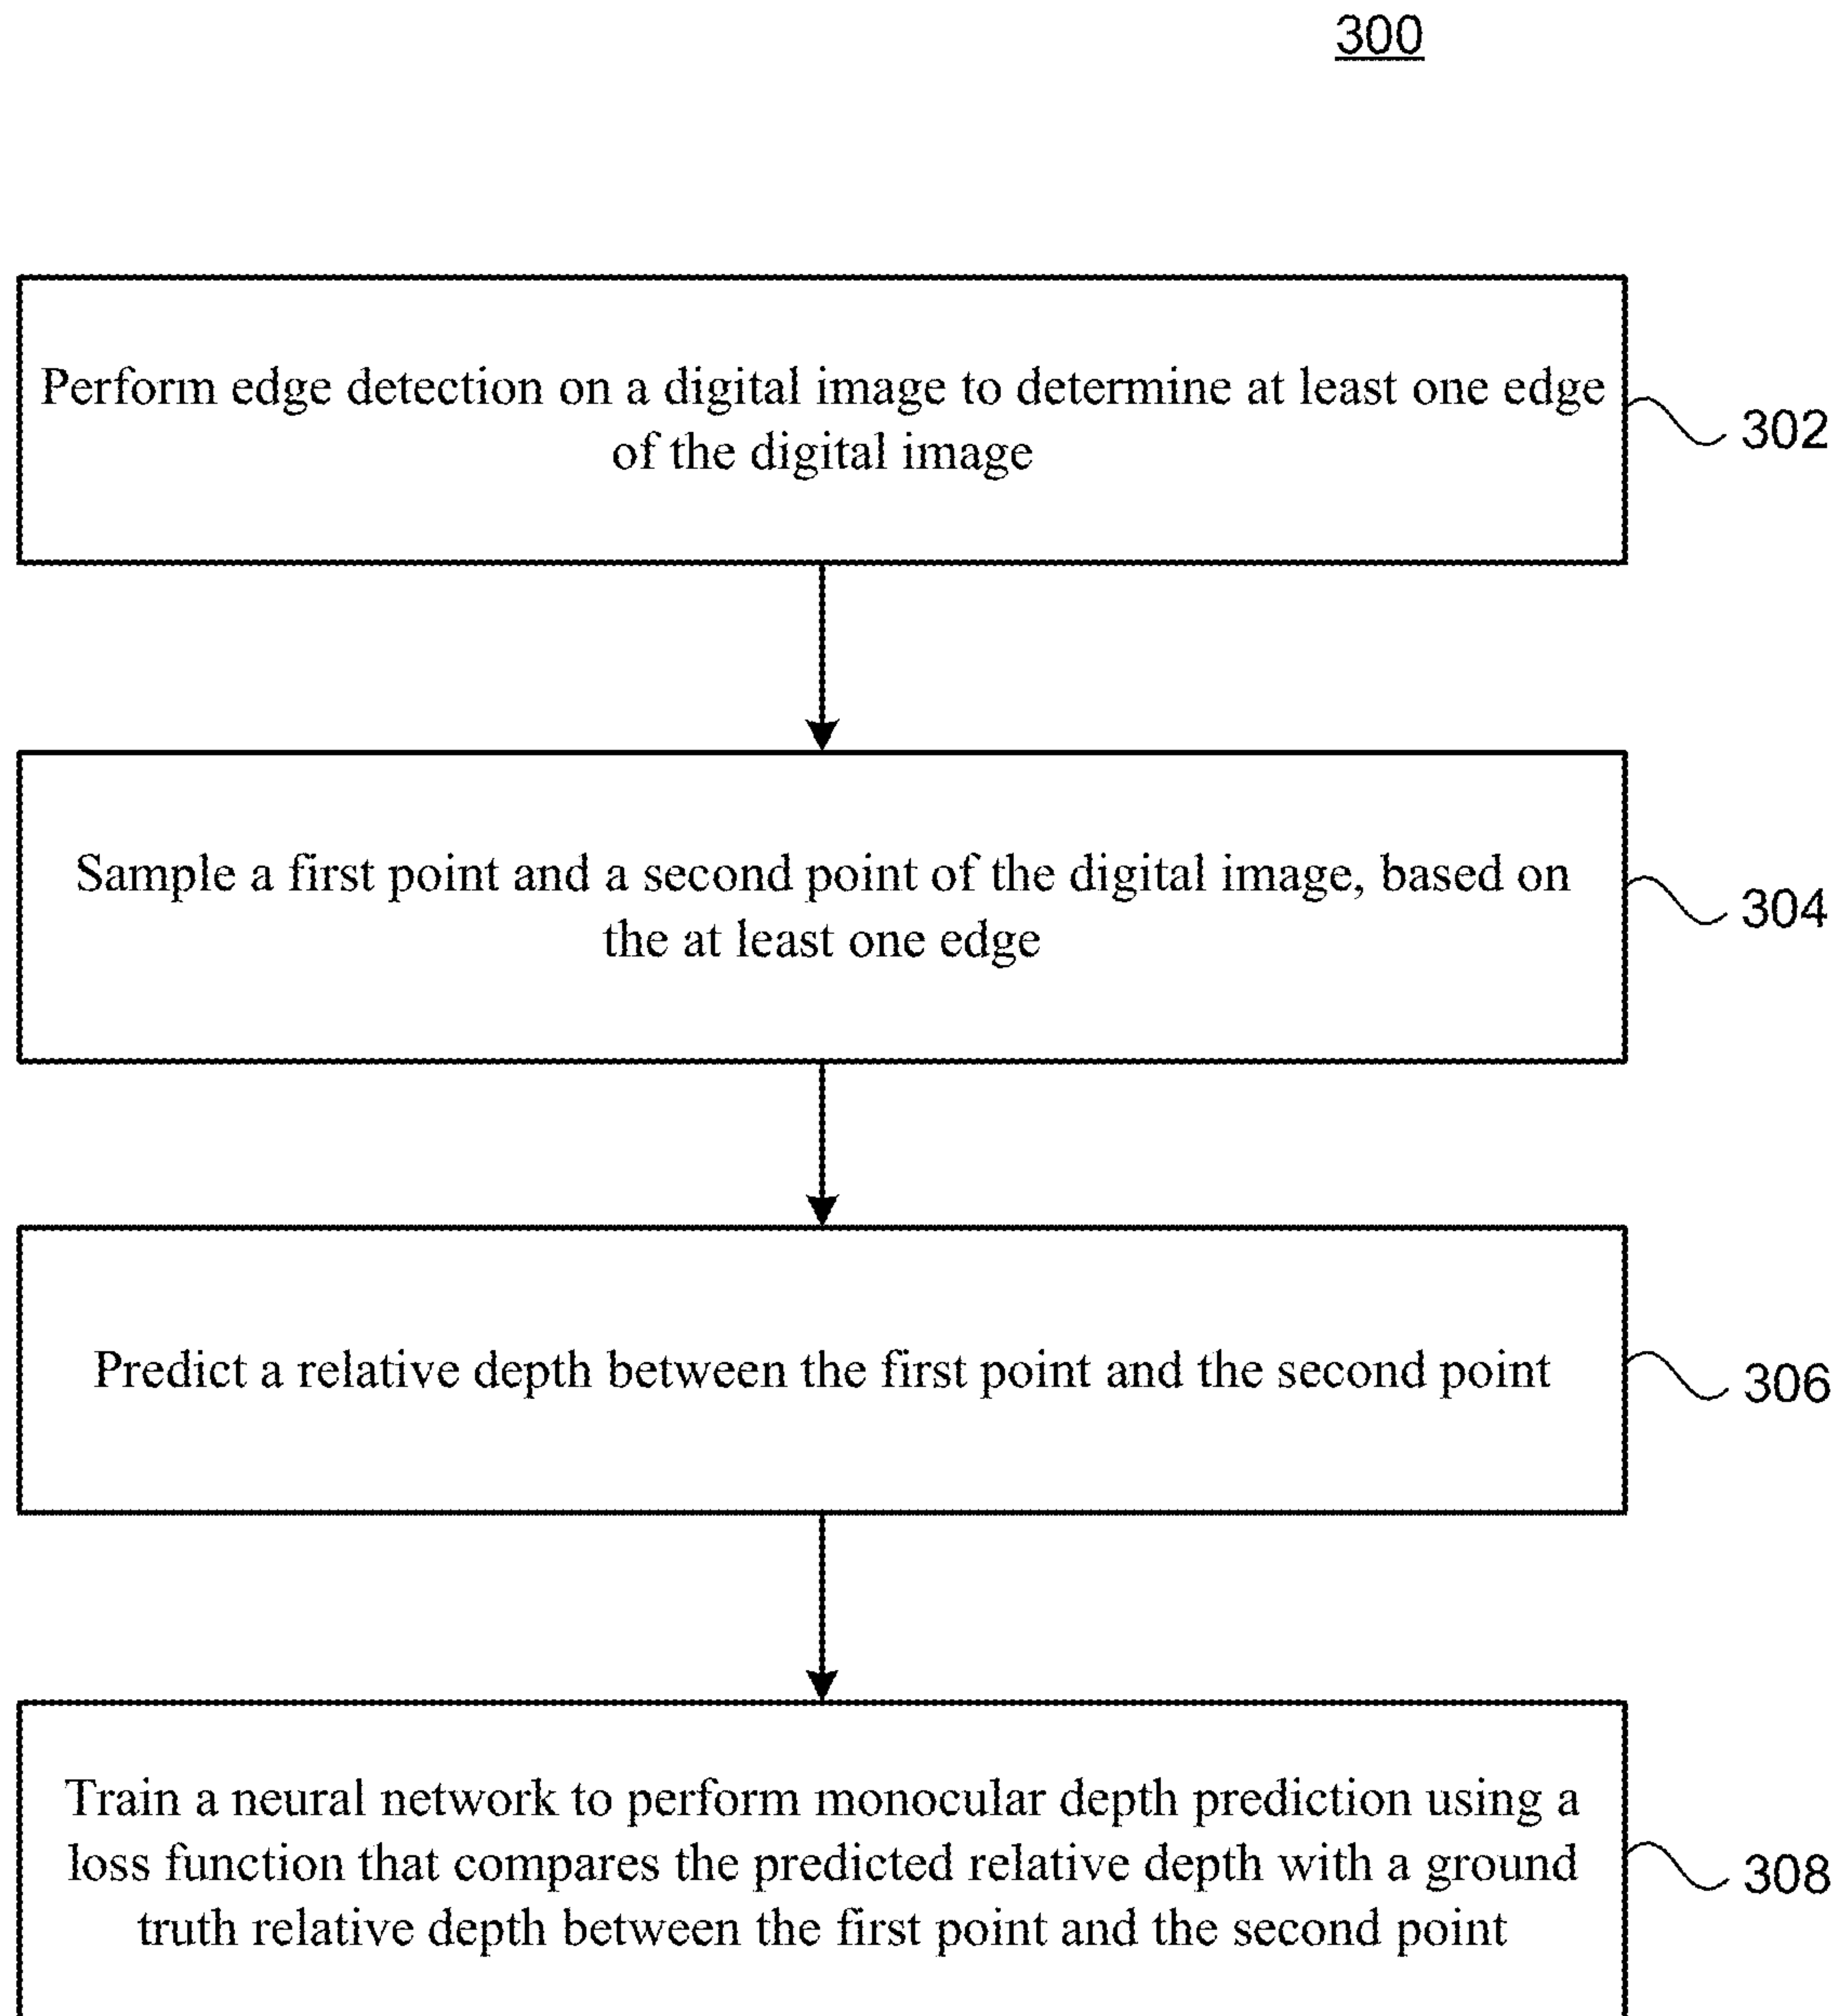 300
Perform edge detection on a digital image to determine at least one edge
of the digital image
302
Sample a first point and a second point of the digital image, based on
the at least one edge
304
Predict a relative depth between the first point and the second point
306
Train a neural network to perform monocular depth prediction using a
loss function that compares the predicted relative depth with a ground
truth relative depth between the first point and the second point
308